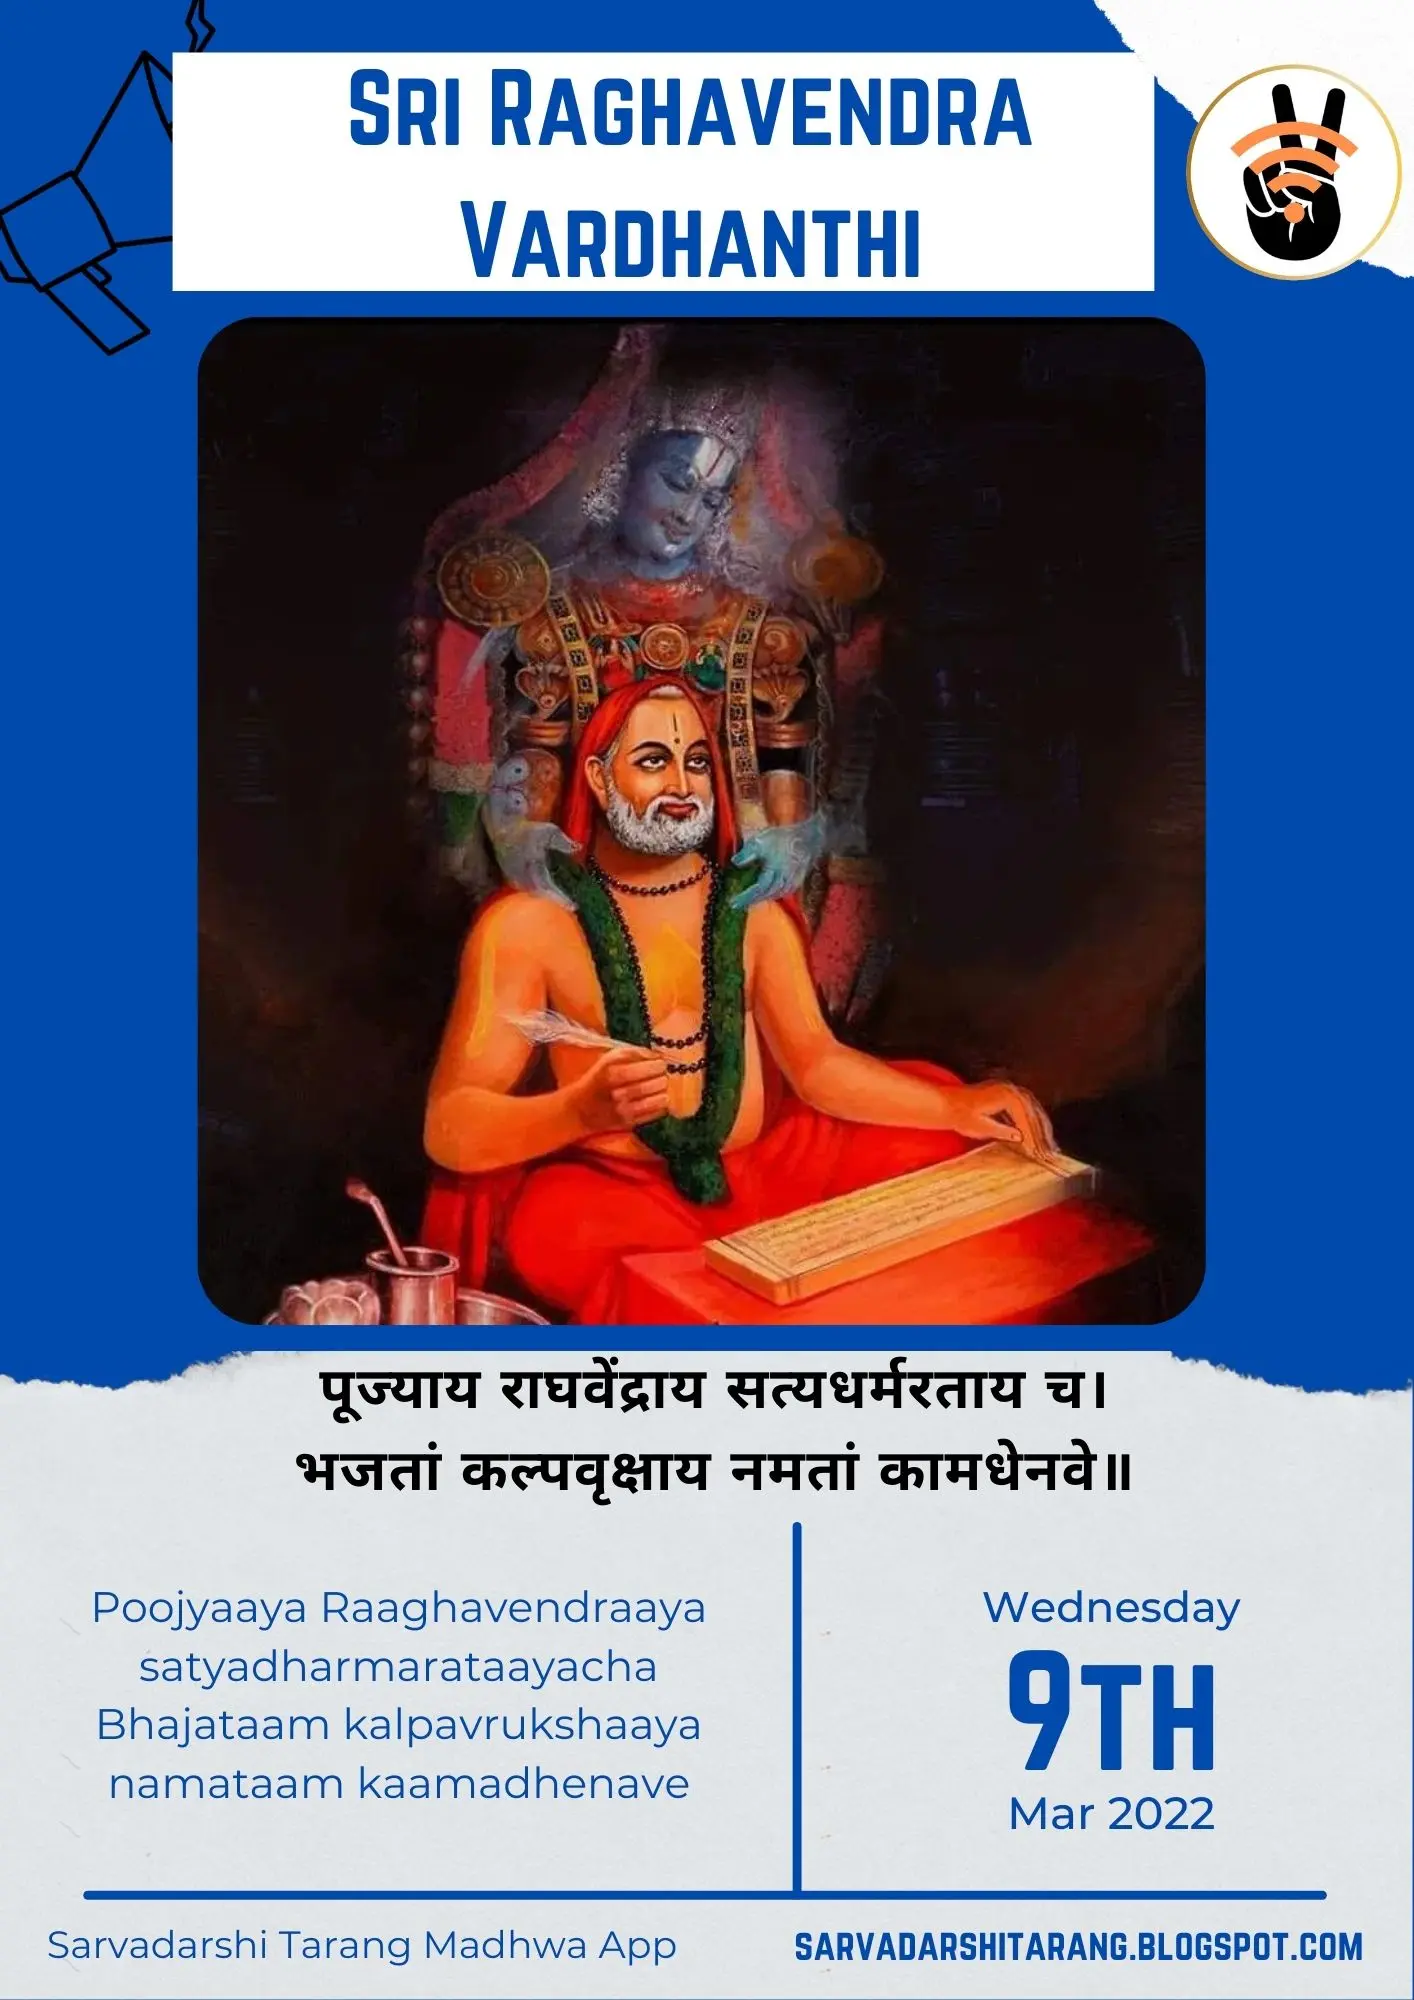 Sri Raghavendra
Vardhanthi
पूज्याय राघवेंद्राय सत्यधर्मरताय च।
भजतां कल्पवृक्षाय नमतां कामधेनवे॥
Poojyaaya Raaghavendraaya
satyadharmarataayacha
Bhajataam kalpavrukshaaya
namataam kaamadhenave
Wednesday
9TH
Mar 2022
Sarvadarshi Tarang Madhwa App
SARVADARSHITARANG.BLOGSPOT.COM